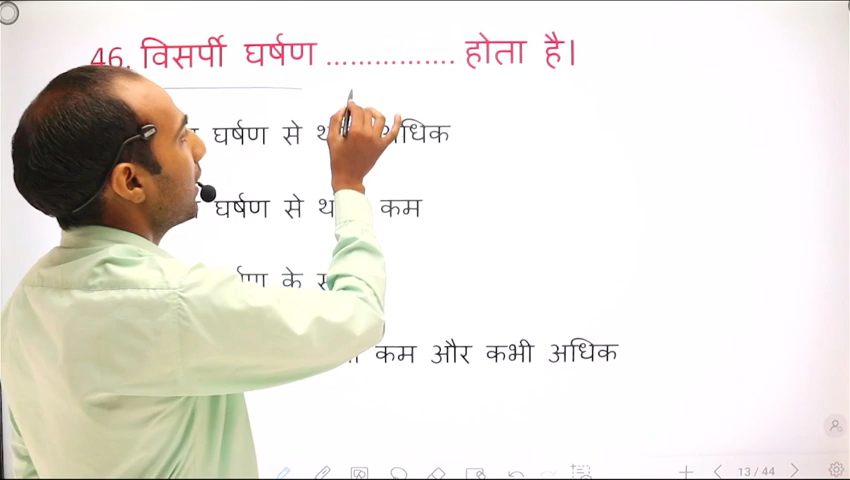 46. विसर्पी घर्षण ............... होता है।
घर्षण से अधिक
घर्षण से कम
के
कम और कभी अधिक
13 / 44